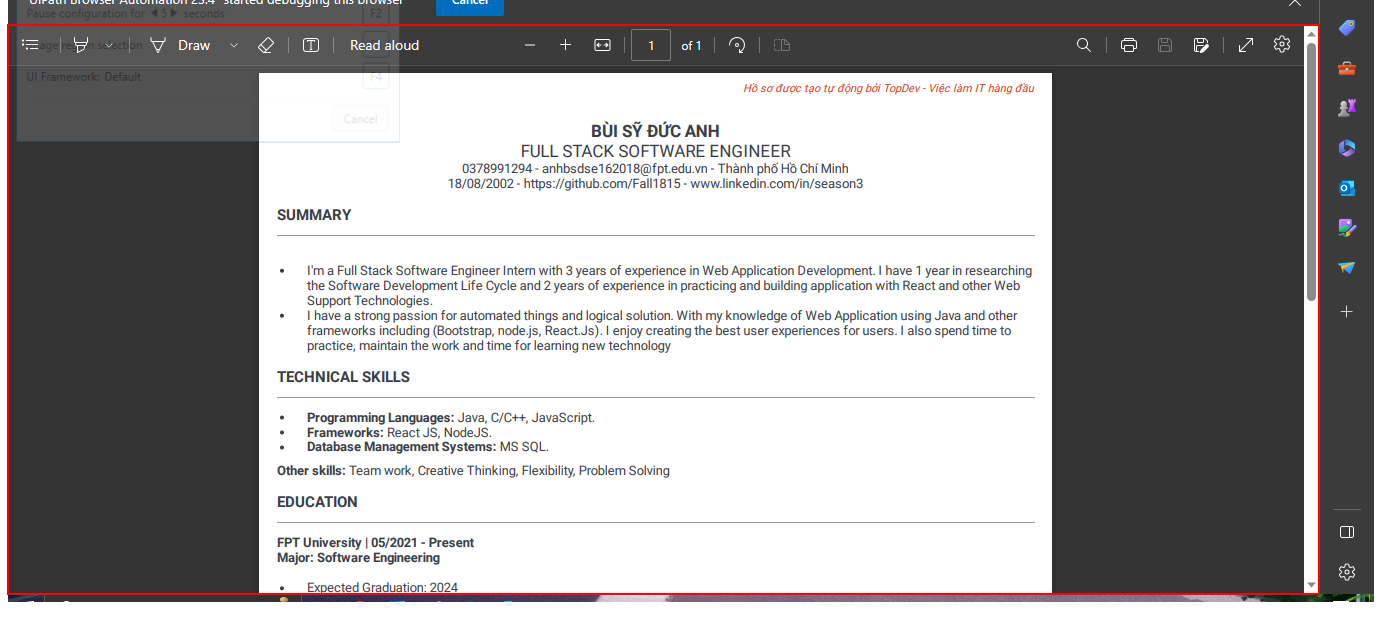 "UiPath Browser Automation 23.4" started debugging this browser
Cancel
Pause configuration for 5 seconds
F2
Image region selection
UI Framework: Default
F4
Cancel
Draw
Read aloud
1
of 1
Hồ sơ được tạo tự động bởi TopDev - Việc làm IT hàng đầu
BÙI SỸ ĐỨC ANH
FULL STACK SOFTWARE ENGINEER
0378991294 - anhbsdse162018@fpt.edu.vn - Thành phố Hồ Chí Minh
18/08/2002 - https://github.com/Fall1815 - www.linkedin.com/in/season3
SUMMARY
• I'm a Full Stack Software Engineer Intern with 3 years of experience in Web Application Development. I have 1 year in researching
the Software Development Life Cycle and 2 years of experience in practicing and building application with React and other Web
Support Technologies.
• I have a strong passion for automated things and logical solution. With my knowledge of Web Application using Java and other
frameworks including (Bootstrap, node.js, React.Js). I enjoy creating the best user experiences for users. I also spend time to
practice, maintain the work and time for learning new technology
TECHNICAL SKILLS
• Programming Languages: Java, C/C++, JavaScript.
• Frameworks: React JS, NodeJS.
• Database Management Systems: MS SQL.
Other skills: Team work, Creative Thinking, Flexibility, Problem Solving
EDUCATION
FPT University | 05/2021 - Present
Major: Software Engineering
• Expected Graduation: 2024